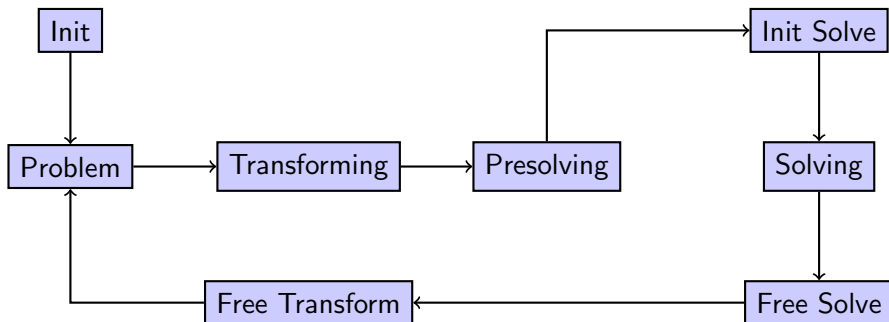 Init
Init Solve
Problem
Transforming
Presolving
Solving
Free Transform
Free Solve